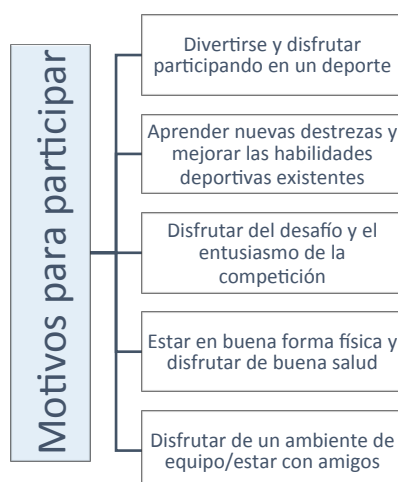 Motivos para participar
Divertirse y disfrutar
participando en un deporte
Aprender nuevas destrezas y
mejorar las habilidades
deportivas existentes
Disfrutar del desafío y el
entusiasmo de la
competición
Estar en buena forma física y
disfrutar de buena salud
Disfrutar de un ambiente de
equipo/estar con amigos